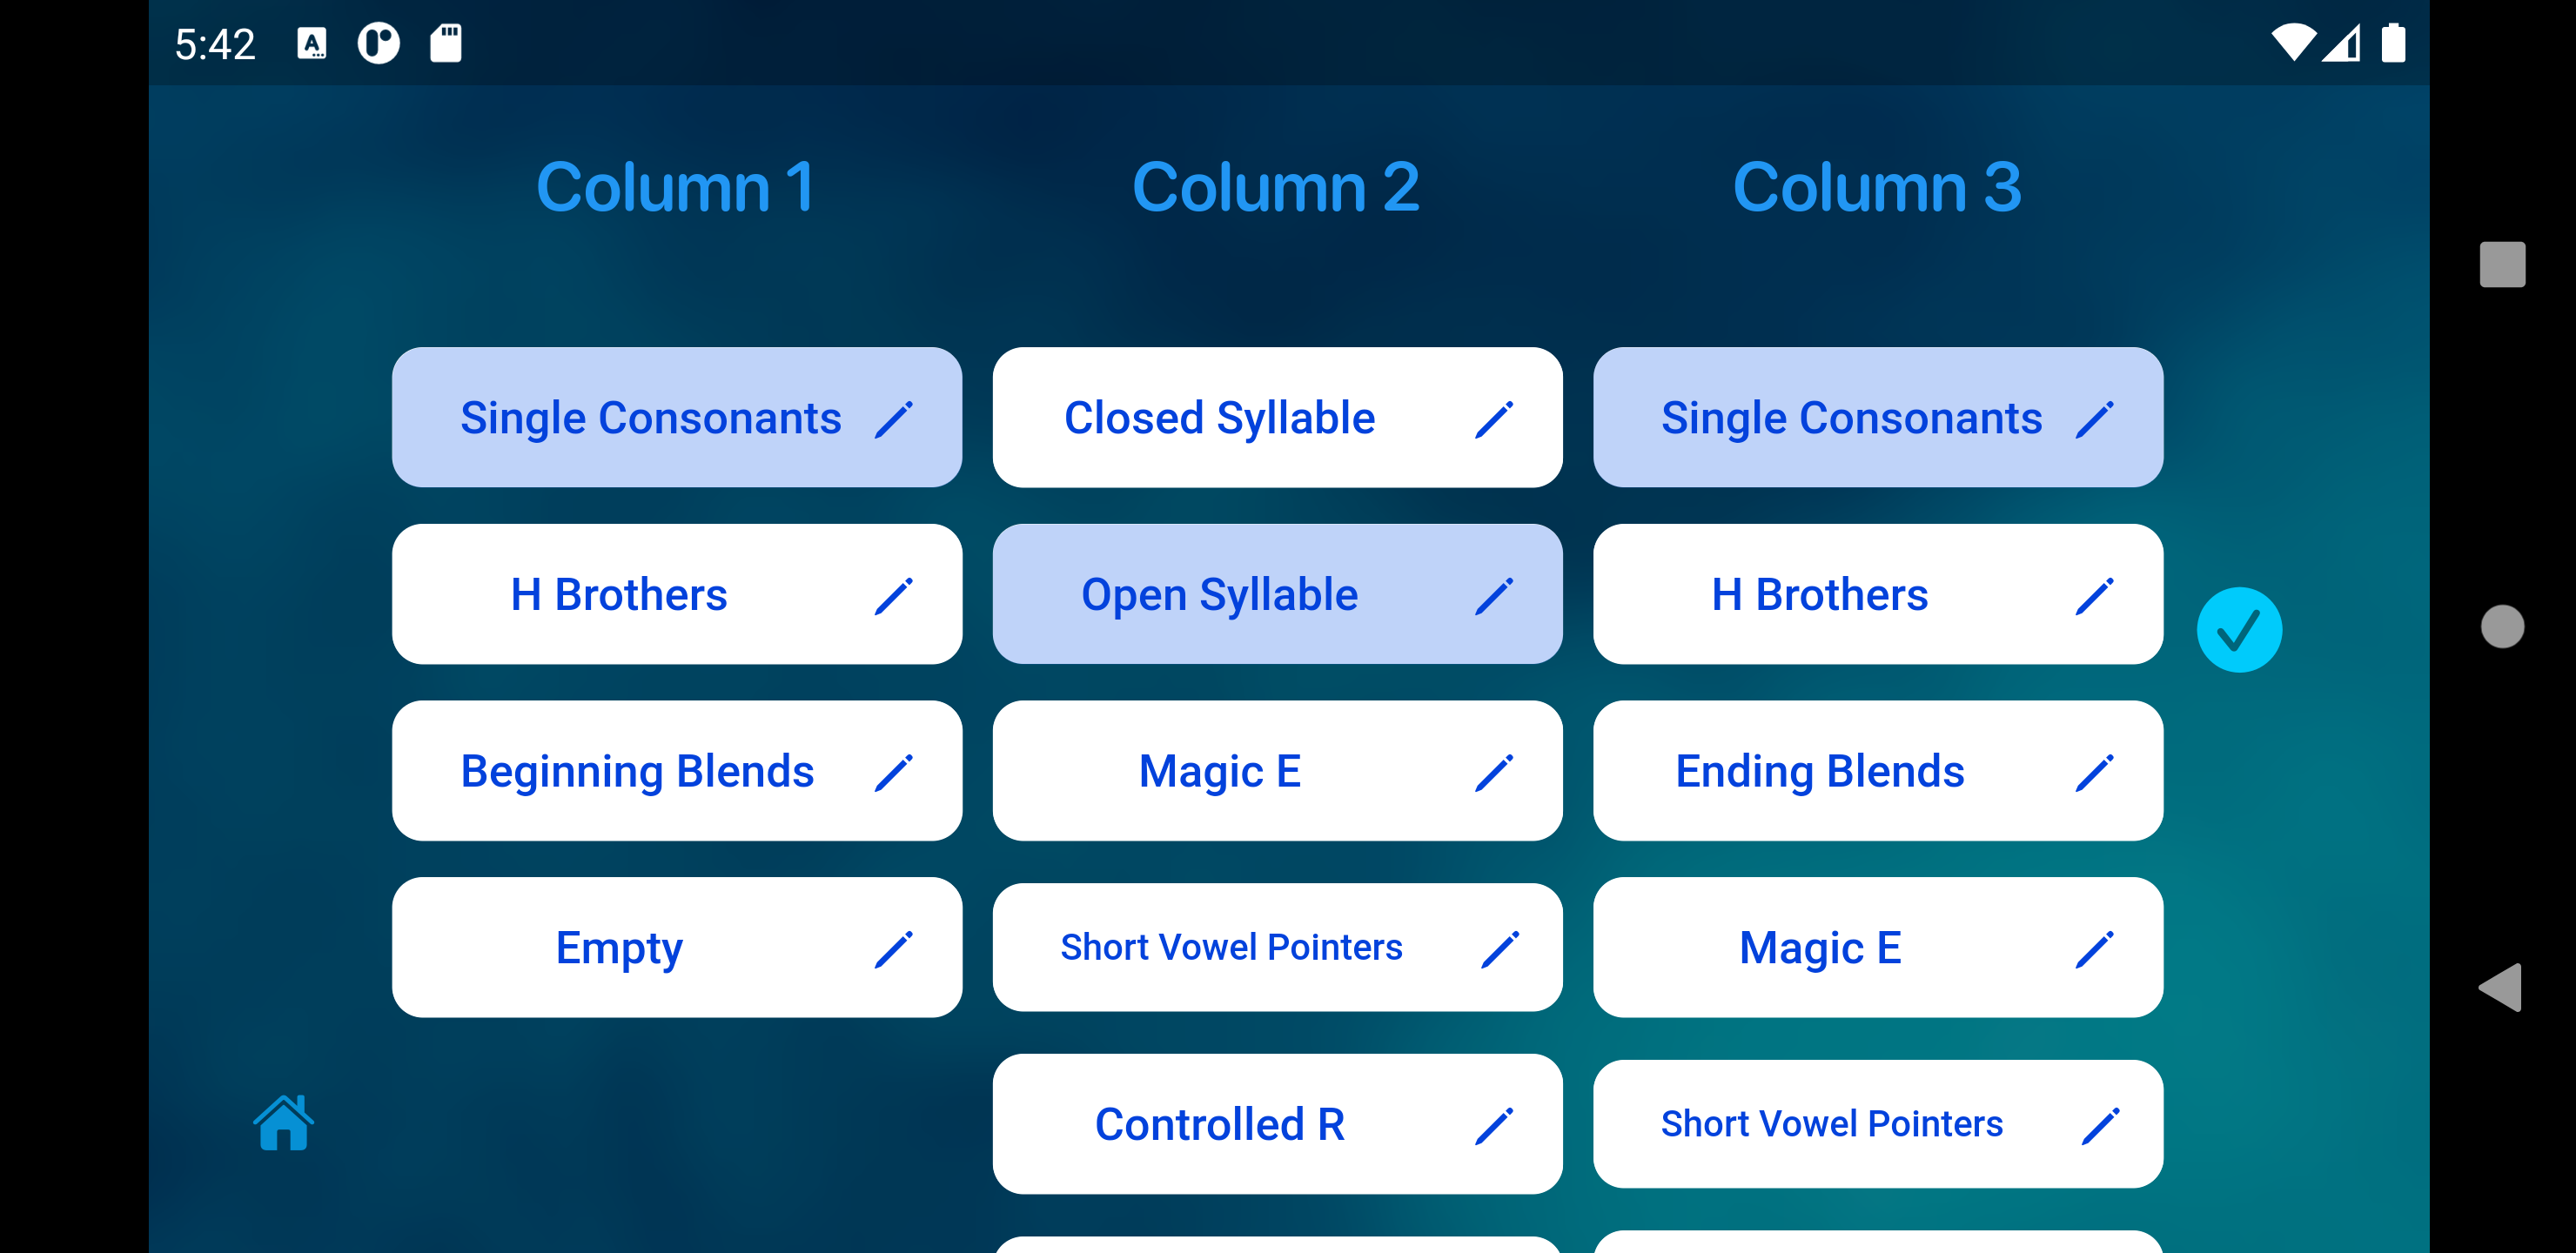 5:42
Column 1
Column 2
Column 3
Single Consonants
Closed Syllable
Single Consonants
H Brothers
Open Syllable
H Brothers
Beginning Blends
Magic E
Ending Blends
Empty
Short Vowel Pointers
Magic E
Controlled R
Short Vowel Pointers